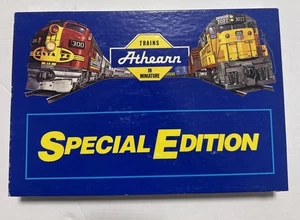 TRAINS
Athearn
IN
MINIATURE
300
SPECIAL EDITION